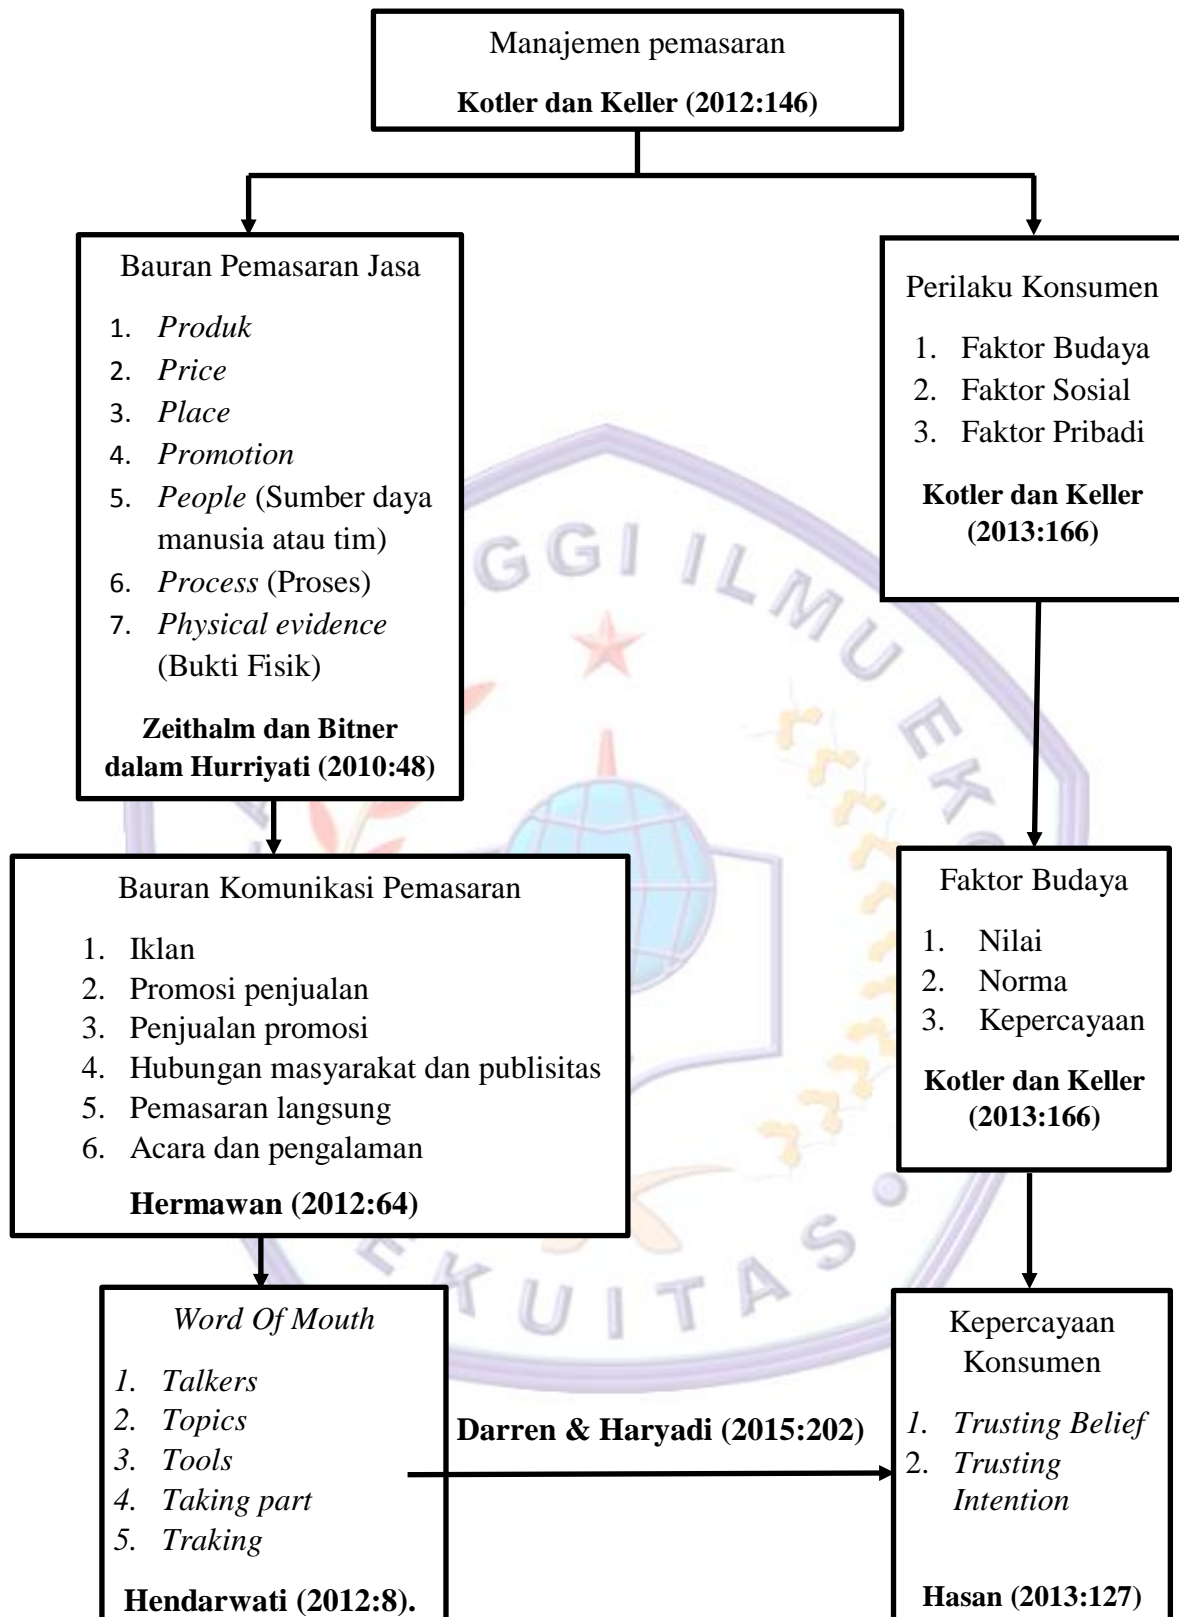 Manajemen pemasaran
Kotler dan Keller (2012:146)
Bauran Pemasaran Jasa
1. Produk
2. Price
3. Place
4. Promotion
5. People (Sumber daya
manusia atau tim)
6. Process (Proses)
7. Physical evidence
(Bukti Fisik)
Zeithalm dan Bitner
dalam Hurriyati (2010:48)
Perilaku Konsumen
1. Faktor Budaya
2. Faktor Sosial
3. Faktor Pribadi
Kotler dan Keller
(2013:166)
Bauran Komunikasi Pemasaran
1. Iklan
2. Promosi penjualan
3. Penjualan promosi
4. Hubungan masyarakat dan publisitas
5. Pemasaran langsung
6. Acara dan pengalaman
Hermawan (2012:64)
Faktor Budaya
1. Nilai
2. Norma
3. Kepercayaan
Kotler dan Keller
(2013:166)
Word Of Mouth
1. Talkers
2. Topics
3. Tools
4. Taking part
5. Traking
Hendarwati (2012:8).
Darren & Haryadi (2015:202)
Kepercayaan
Konsumen
1. Trusting Belief
2. Trusting
Intention
Hasan (2013:127)
GGI ILMU EK
EKUITAS